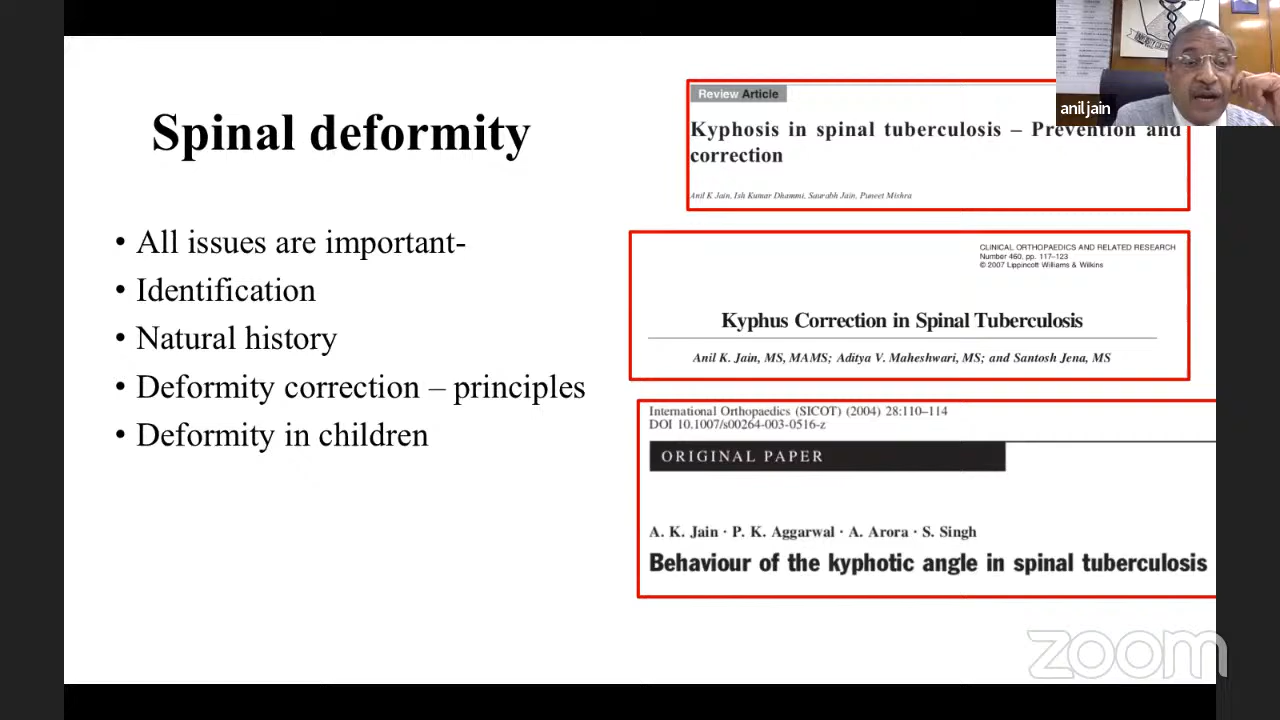 Spinal deformity
• All issues are important-
• Identification
• Natural history
• Deformity correction – principles
• Deformity in children
Review Article
Kyphosis in spinal tuberculosis – Prevention and
correction
Anil K Jain, Ish Kumar Dhammi, Saurabh Jain, Puneet Mishra
CLINICAL ORTHOPAEDICS AND RELATED RESEARCH
Number 460, pp. 117–123
© 2007 Lippincott Williams & Wilkins
Kyphus Correction in Spinal Tuberculosis
Anil K. Jain, MS, MAMS; Aditya V. Maheshwari, MS; and Santosh Jena, MS
International Orthopaedics (SICOT) (2004) 28:110–114
DOI 10.1007/s00264-003-0516-z
ORIGINAL PAPER
A. K. Jain · P. K. Aggarwal · A. Arora · S. Singh
Behaviour of the kyphotic angle in spinal tuberculosis
anil jain
zoom